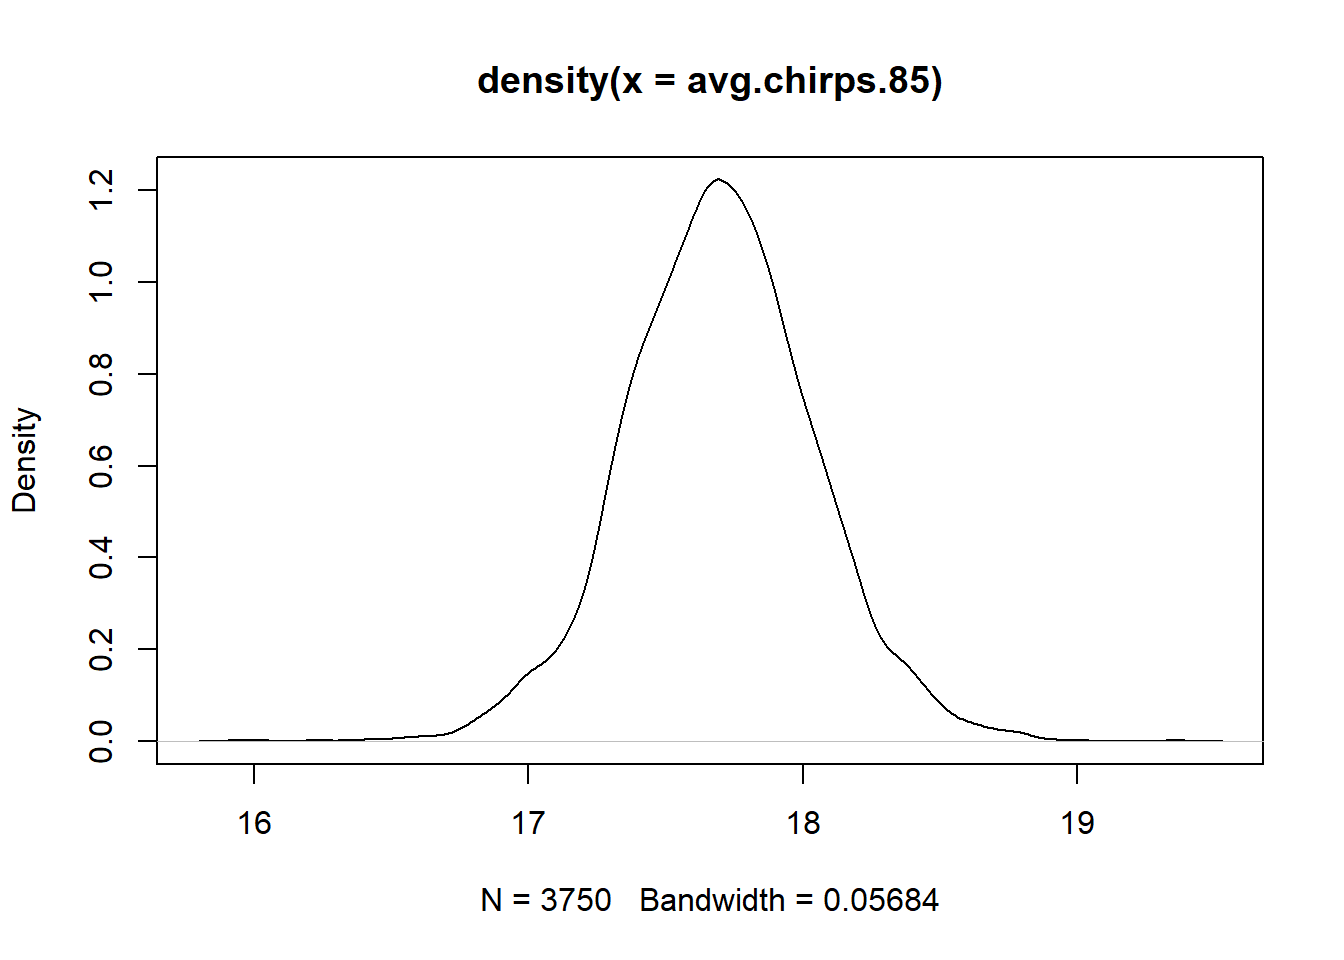 density(x = avg.chirps.85)
Density
1.2
1.0
0.8
0.6
0.4
0.2
0.0
16 17 18 19
N = 3750 Bandwidth = 0.05684